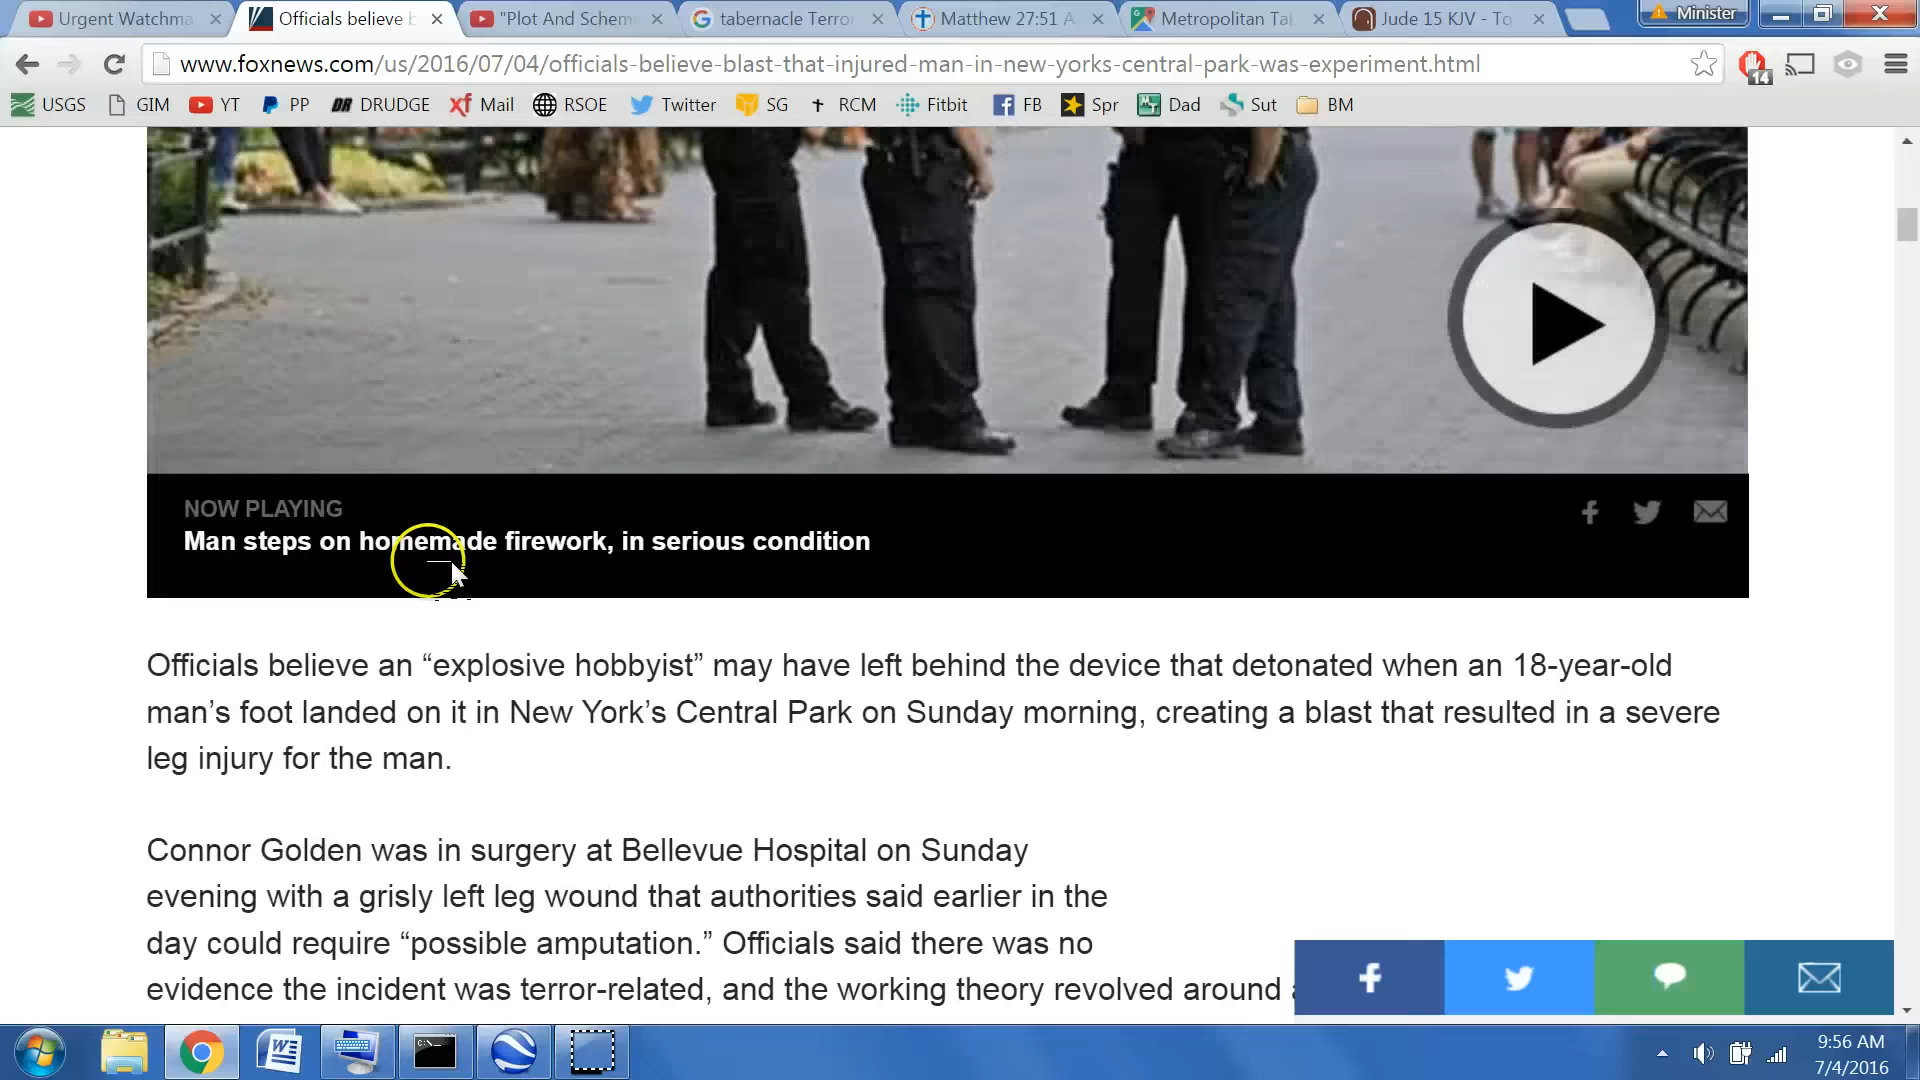 Urgent Watchma
Officials believe b
"Plot And Schem
tabernacle Terror
Matthew 27:51 A
Metropolitan Tab
Jude 15 KJV - To
Minister
www.foxnews.com/us/2016/07/04/officials-believe-blast-that-injured-man-in-new-yorks-central-park-was-experiment.html
14
USGS GIM YT PP DR DRUDGE xf Mail RSOE Twitter SG RCM Fitbit FB Spr Dad Sut BM
NOW PLAYING
Man steps on homemade firework, in serious condition
Officials believe an “explosive hobbyist” may have left behind the device that detonated when an 18-year-old
man’s foot landed on it in New York’s Central Park on Sunday morning, creating a blast that resulted in a severe
leg injury for the man.
Connor Golden was in surgery at Bellevue Hospital on Sunday
evening with a grisly left leg wound that authorities said earlier in the
day could require “possible amputation.” Officials said there was no
evidence the incident was terror-related, and the working theory revolved around
9:56 AM
7/4/2016